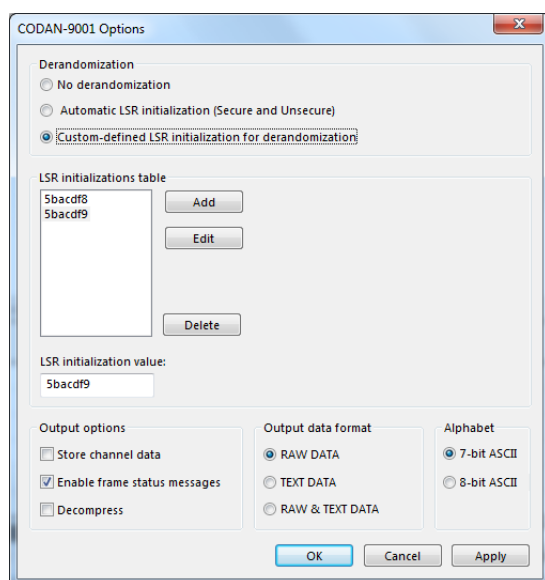 CODAN-9001 Options
Derandomization
No derandomization
Automatic LSR initialization (Secure and Unsecure)
Custom-defined LSR initialization for derandomization
LSR initializations table
5bacdf8
5bacdf9
Add
Edit
Delete
LSR initialization value:
5bacdf9
Output options
Store channel data
Enable frame status messages
Decompress
Output data format
RAW DATA
TEXT DATA
RAW & TEXT DATA
Alphabet
7-bit ASCII
8-bit ASCII
OK
Cancel
Apply